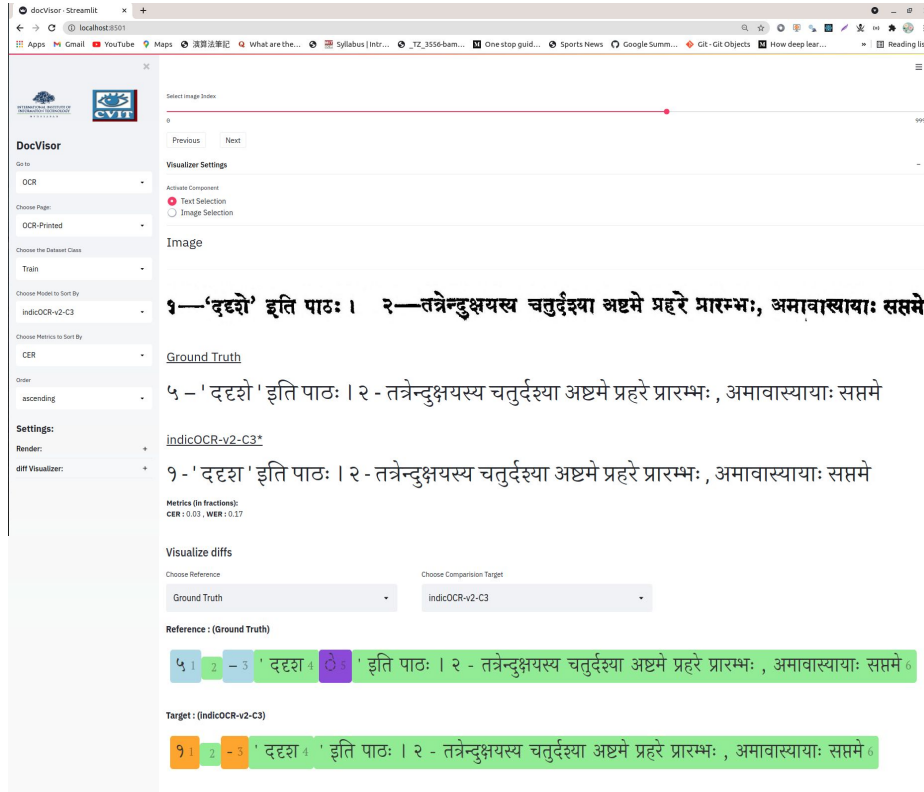 docVisor · Streamlit
localhost:8501
Apps
Gmail
YouTube
Maps
演算法筆記
What are the...
Syllabus | Intr...
_TZ_3556-bam...
One stop guid...
Sports News
Google Summ...
Git - Git Objects
How deep lear...
Reading lis
INTERNATIONAL INSTITUTE OF
INFORMATION TECHNOLOGY
HYDERABAD
CVIT
DocVisor
Go to
OCR
Choose Page:
OCR-Printed
Choose the Dataset Class
Train
Choose Model to Sort By
indicOCR-v2-C3
Choose Metrics to Sort By
CER
Order
ascending
Settings:
Render: +
diff Visualizer: +
Select image Index
0 999
Previous Next
Visualizer Settings
Activate Component
Text Selection
Image Selection
Image
१—‘ददृशे’ इति पाठः। २—तत्रेन्दुक्षयस्य चतुर्दश्या अष्टमे प्रहरे प्रारम्भः, अमावास्यायाः सप्तमे
Ground Truth
५ – ' ददृशे ' इति पाठः । २ - तत्रेन्दुक्षयस्य चतुर्दश्या अष्टमे प्रहरे प्रारम्भः , अमावास्यायाः सप्तमे
indicOCR-v2-C3*
१ - ' ददृश ' इति पाठः । २ - तत्रेन्दुक्षयस्य चतुर्दश्या अष्टमे प्रहरे प्रारम्भः , अमावास्यायाः सप्तमे
Metrics (in fractions):
CER : 0.03 , WER : 0.17
Visualize diffs
Choose Reference
Choose Comparision Target
Ground Truth
indicOCR-v2-C3
Reference : (Ground Truth)
५ 1 2 – 3 ' ददृश 4 े 5 ' इति पाठः । २ - तत्रेन्दुक्षयस्य चतुर्दश्या अष्टमे प्रहरे प्रारम्भः , अमावास्यायाः सप्तमे 6
Target : (indicOCR-v2-C3)
१ 1 2 - 3 ' ददृश 4 ' इति पाठः । २ - तत्रेन्दुक्षयस्य चतुर्दश्या अष्टमे प्रहरे प्रारम्भः , अमावास्यायाः सप्तमे 6